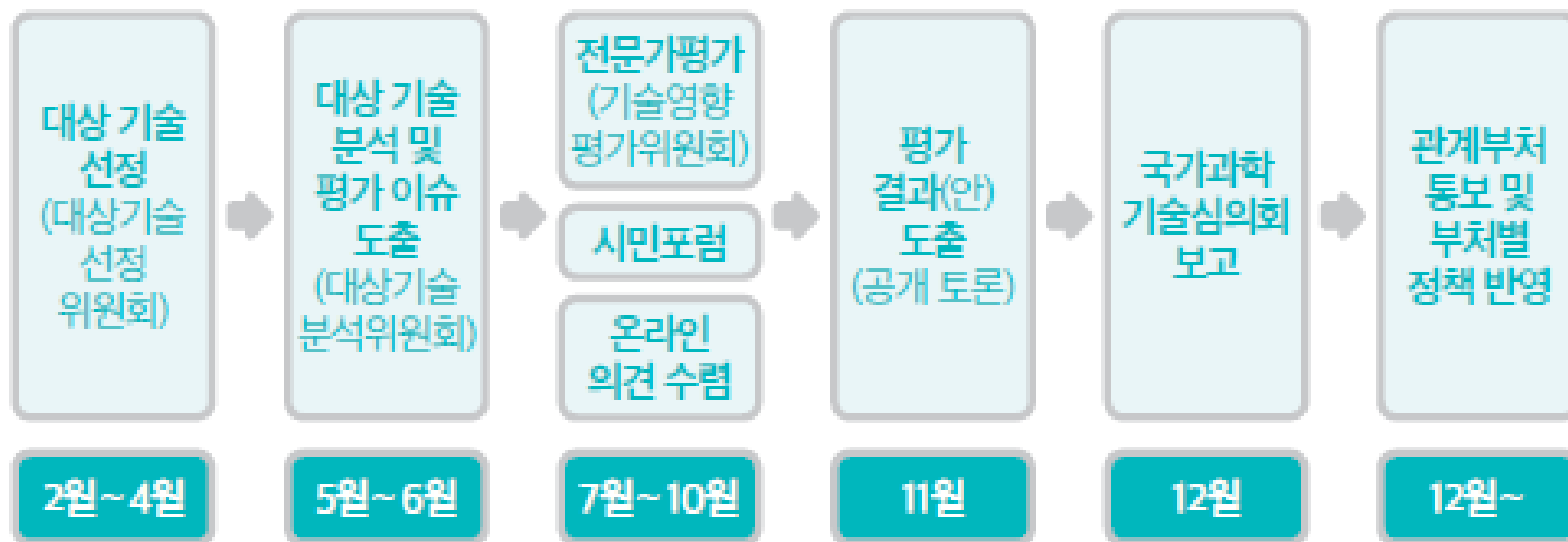 대상 기술
선정
(대상기술
선정
위원회)
대상 기술
분석 및
평가 이슈
도출
(대상기술
분석위원회)
전문가평가
(기술영향
평가위원회)
시민포럼
온라인
의견 수렴
평가
결과(안)
도출
(공개 토론)
국가과학
기술심의회
보고
관계부처
통보 및
부처별
정책 반영
2월~4월
5월~6월
7월~10월
11월
12월
12월~